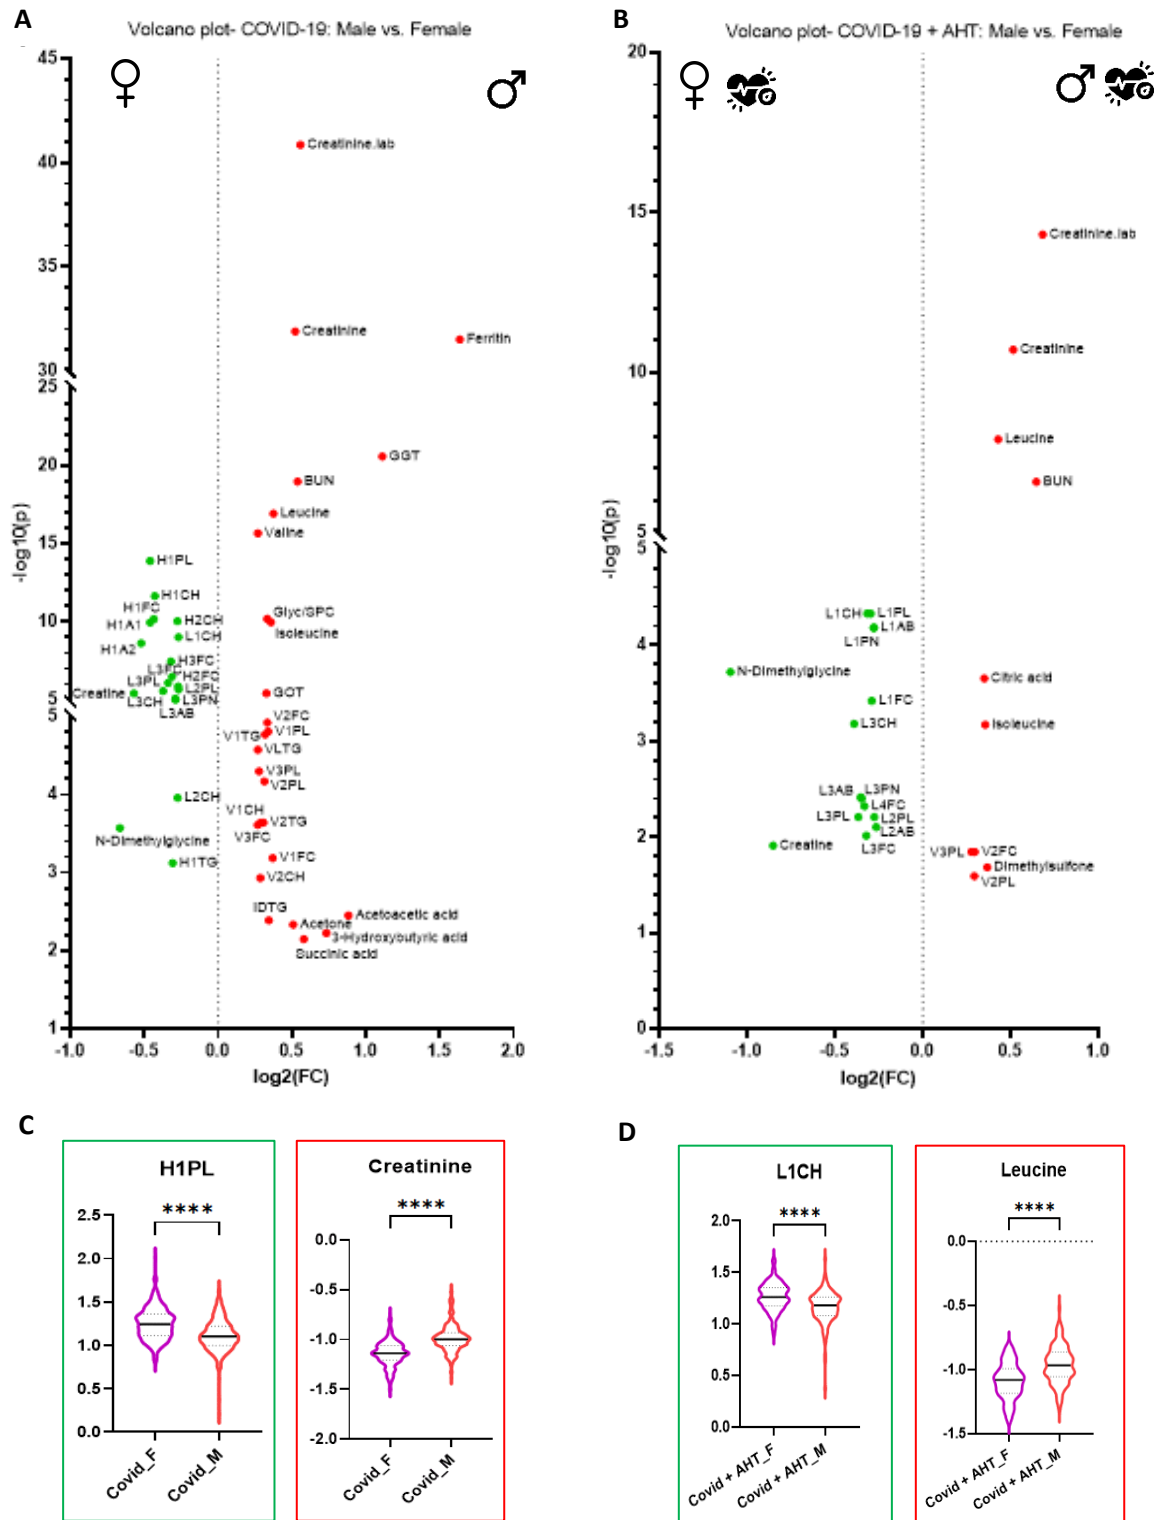 A
Volcano plot- COVID-19: Male vs. Female
45
40
35
30
25
20
15
10
5
5
4
3
2
1
-log10(p)
-1.0
-0.5
0.0
0.5
1.0
1.5
2.0
log2(FC)
Creatinine.lab
Creatinine
Ferritin
GGT
BUN
Leucine
Valine
H1PL
H1CH
H1FC
H1A1
H2CH
L1CH
H1A2
H3FC
L3FC
H2FC
L3PL
L2PL
Creatine
L3CH
L3PN
L3AB
Glyc/SPC
Isoleucine
GOT
V2FC
V1TG
V1PL
VLTG
V3PL
V2PL
L2CH
V1CH
V2TG
V3FC
N-Dimethylglycine
H1TG
V1FC
V2CH
IDTG
Acetone
Acetoacetic acid
3-Hydroxybutyric acid
Succinic acid
B
Volcano plot- COVID-19 + AHT: Male vs. Female
20
15
10
5
5
4
3
2
1
0
-log10(p)
-1.5
-1.0
-0.5
0.0
0.5
1.0
log2(FC)
Creatinine.lab
Creatinine
Leucine
BUN
L1CH
L1PL
L1AB
L1PN
N-Dimethylglycine
Citric acid
L1FC
L3CH
Isoleucine
L3AB
L3PN
L4FC
L3PL
L2PL
L2AB
L3FC
Creatine
V3PL
V2FC
Dimethylsulfone
V2PL
C
H1PL
****
2.5
2.0
1.5
1.0
0.5
0.0
Covid_F
Covid_M
Creatinine
****
0.0
-0.5
-1.0
-1.5
-2.0
Covid_F
Covid_M
D
L1CH
****
2.0
1.5
1.0
0.5
0.0
Covid + AHT_F
Covid + AHT_M
Leucine
****
0.0
-0.5
-1.0
-1.5
Covid + AHT_F
Covid + AHT_M